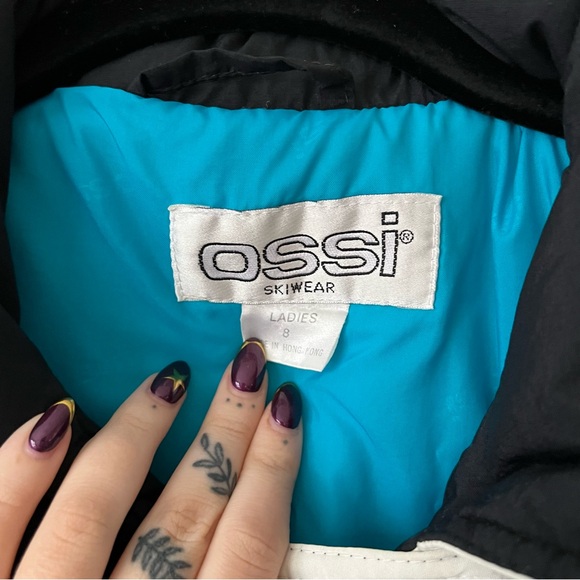 ossi®
SKIWEAR
LADIES
8
IN HONG KONG